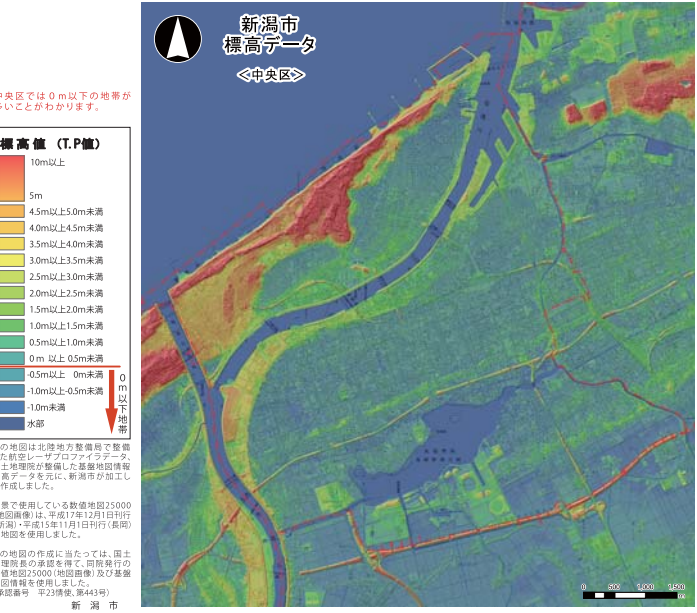 新潟市
標高データ
<中央区>
中央区では0m以下の地帯が
多いことがわかります。
標高値 (T.P値)
10m以上
5m
4.5m以上5.0m未満
4.0m以上4.5m未満
3.5m以上4.0m未満
3.0m以上3.5m未満
2.5m以上3.0m未満
2.0m以上2.5m未満
1.5m以上2.0m未満
1.0m以上1.5m未満
0.5m以上1.0m未満
0m 以上 0.5m未満
-0.5m以上 0m未満
-1.0m以上-0.5m未満
-1.0m未満
水部
0m以下地帯
の地図は北陸地方整備局で整備
た航空レーザプロファイラデータ、
土地理院が整備した基盤地図情報
高データを元に、新潟市が加工し
作成しました。
景で使用している数値地図25000
地図画像)は、平成17年12月1日刊行
新潟)・平成15年11月1日刊行(長岡)
地図を使用しました。
の地図の作成に当たっては、国土
理院長の承認を得て、同院発行の
値地図25000(地図画像)及び基盤
図情報を使用しました。
承認番号 平23情使、第443号)
新潟市
0 500 1,000 1,500
m